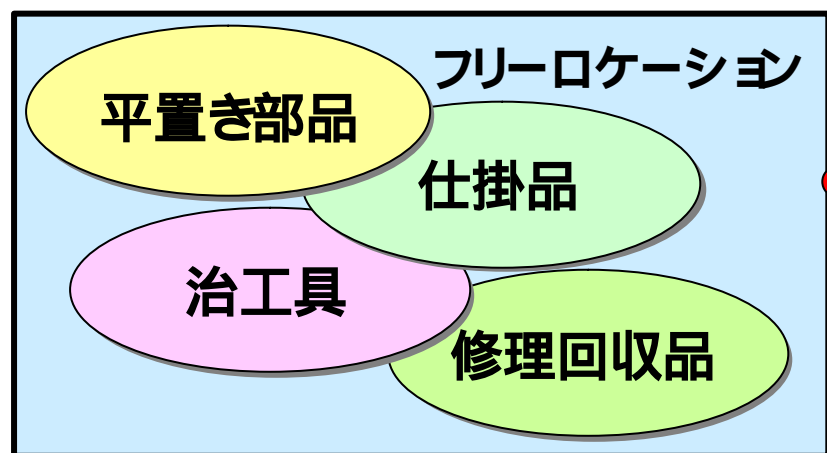 フリーロケーション
平置き部品
仕掛品
治工具
修理回収品